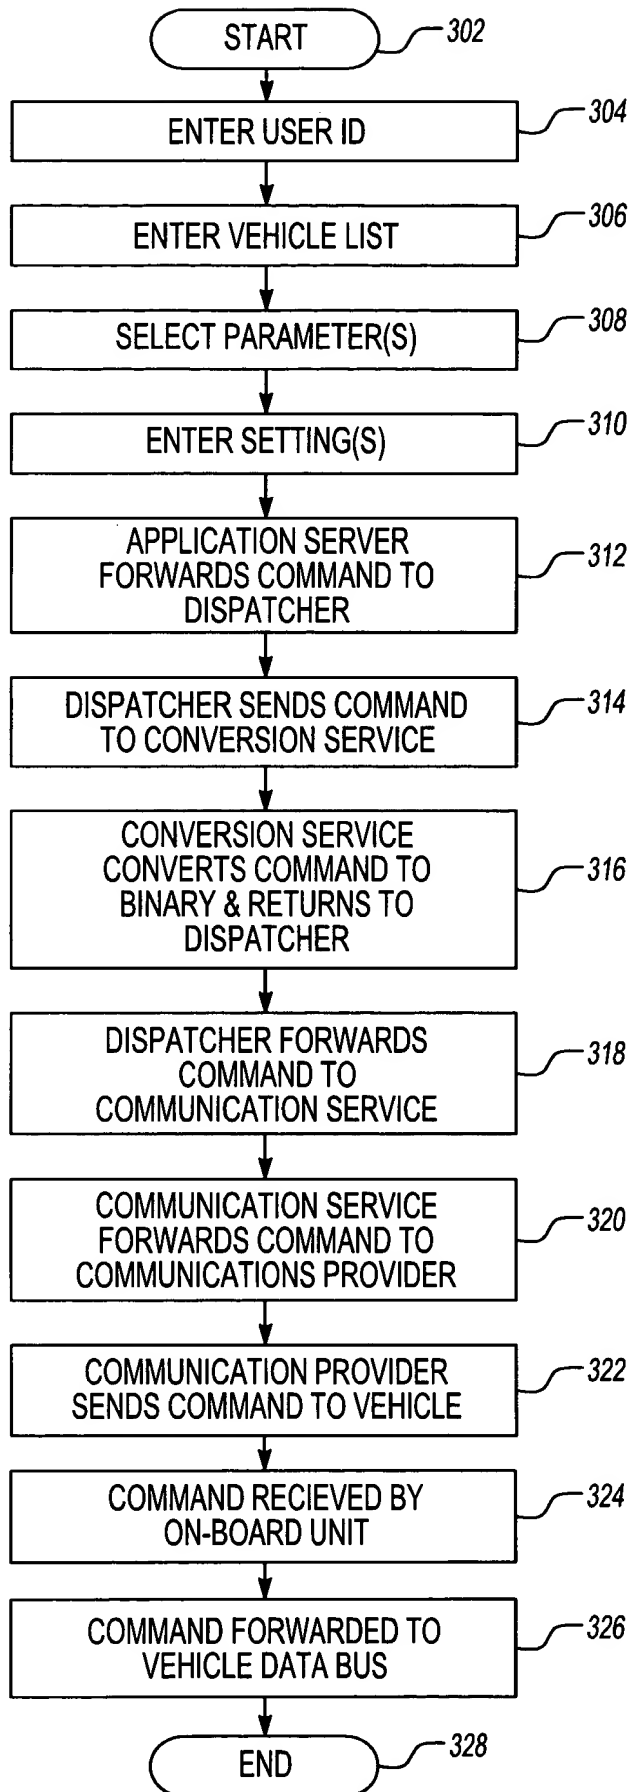 START
302
ENTER USER ID
304
ENTER VEHICLE LIST
306
SELECT PARAMETER(S)
308
ENTER SETTING(S)
310
APPLICATION SERVER
FORWARDS COMMAND TO
DISPATCHER
312
DISPATCHER SENDS COMMAND
TO CONVERSION SERVICE
314
CONVERSION SERVICE
CONVERTS COMMAND TO
BINARY & RETURNS TO
DISPATCHER
316
DISPATCHER FORWARDS
COMMAND TO
COMMUNICATION SERVICE
318
COMMUNICATION SERVICE
FORWARDS COMMAND TO
COMMUNICATIONS PROVIDER
320
COMMUNICATION PROVIDER
SENDS COMMAND TO VEHICLE
322
COMMAND RECIEVED BY
ON-BOARD UNIT
324
COMMAND FORWARDED TO
VEHICLE DATA BUS
326
END
328